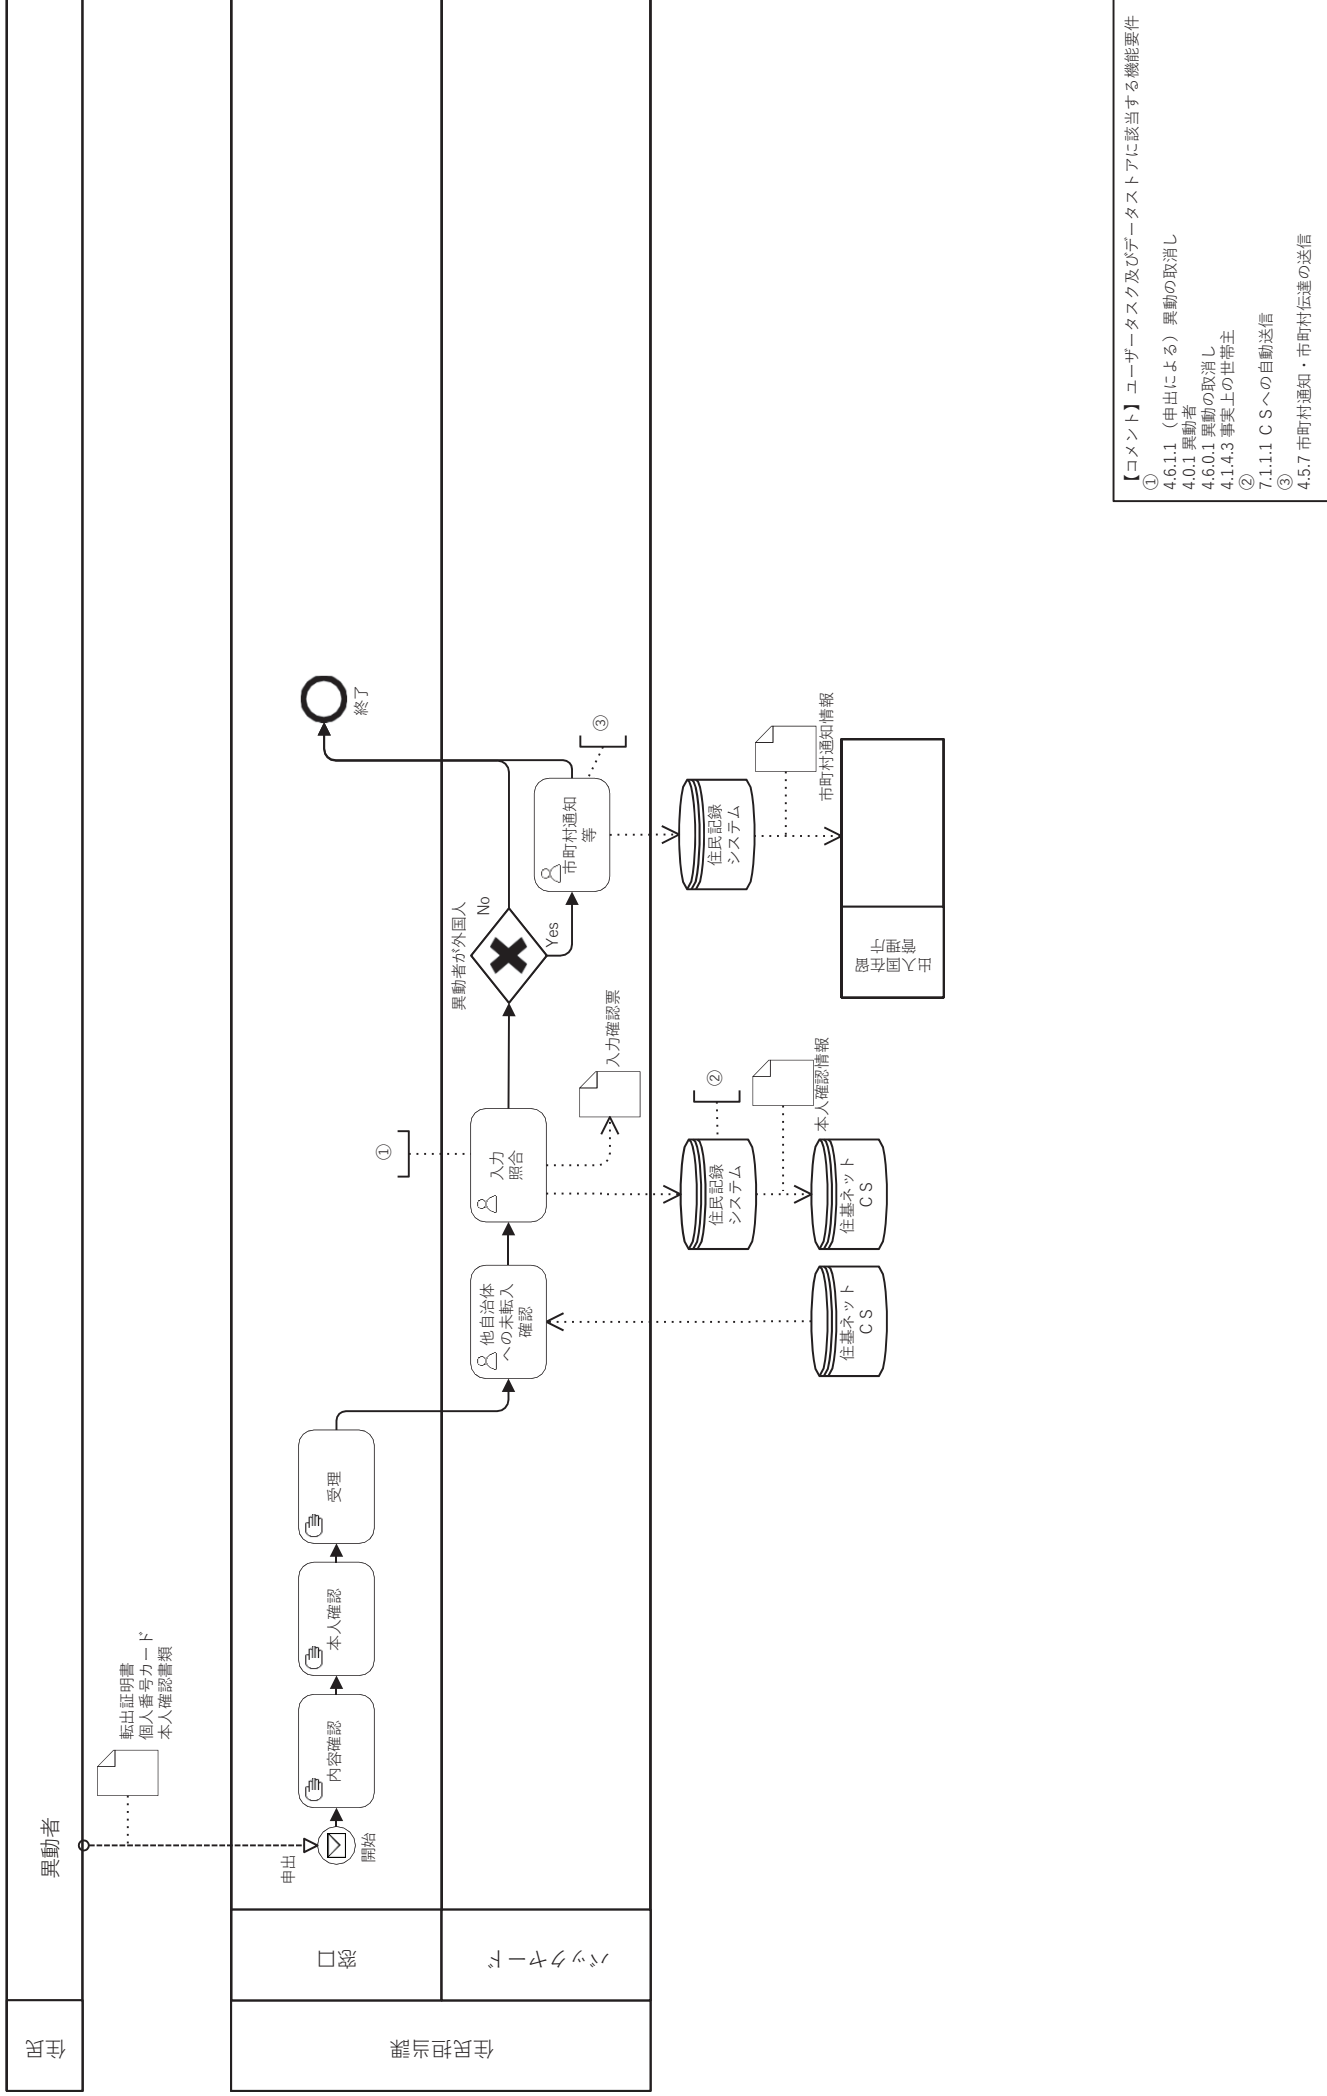 住民
異動者
転出証明書
個人番号カード
本人確認書類
住民担当課
窓口
申出
開始
内容確認
本人確認
受理
終了
バックヤード
他自治体
への未転入
確認
①
入力
照合
入力確認票
異動者が外国人
No
Yes
市町村通知
等
③
住民記録
システム
②
本人確認情報
住基ネット
ＣＳ
住基ネット
ＣＳ
住民記録
システム
市町村通知情報
出入国在留
管理庁
【コメント】ユーザータスク及びデータストアに該当する機能要件
①
4.6.1.1 （申出による）異動の取消し
4.0.1 異動者
4.6.0.1 異動の取消し
4.1.4.3 事実上の世帯主
②
7.1.1.1 ＣＳへの自動送信
③
4.5.7 市町村通知・市町村伝達の送信